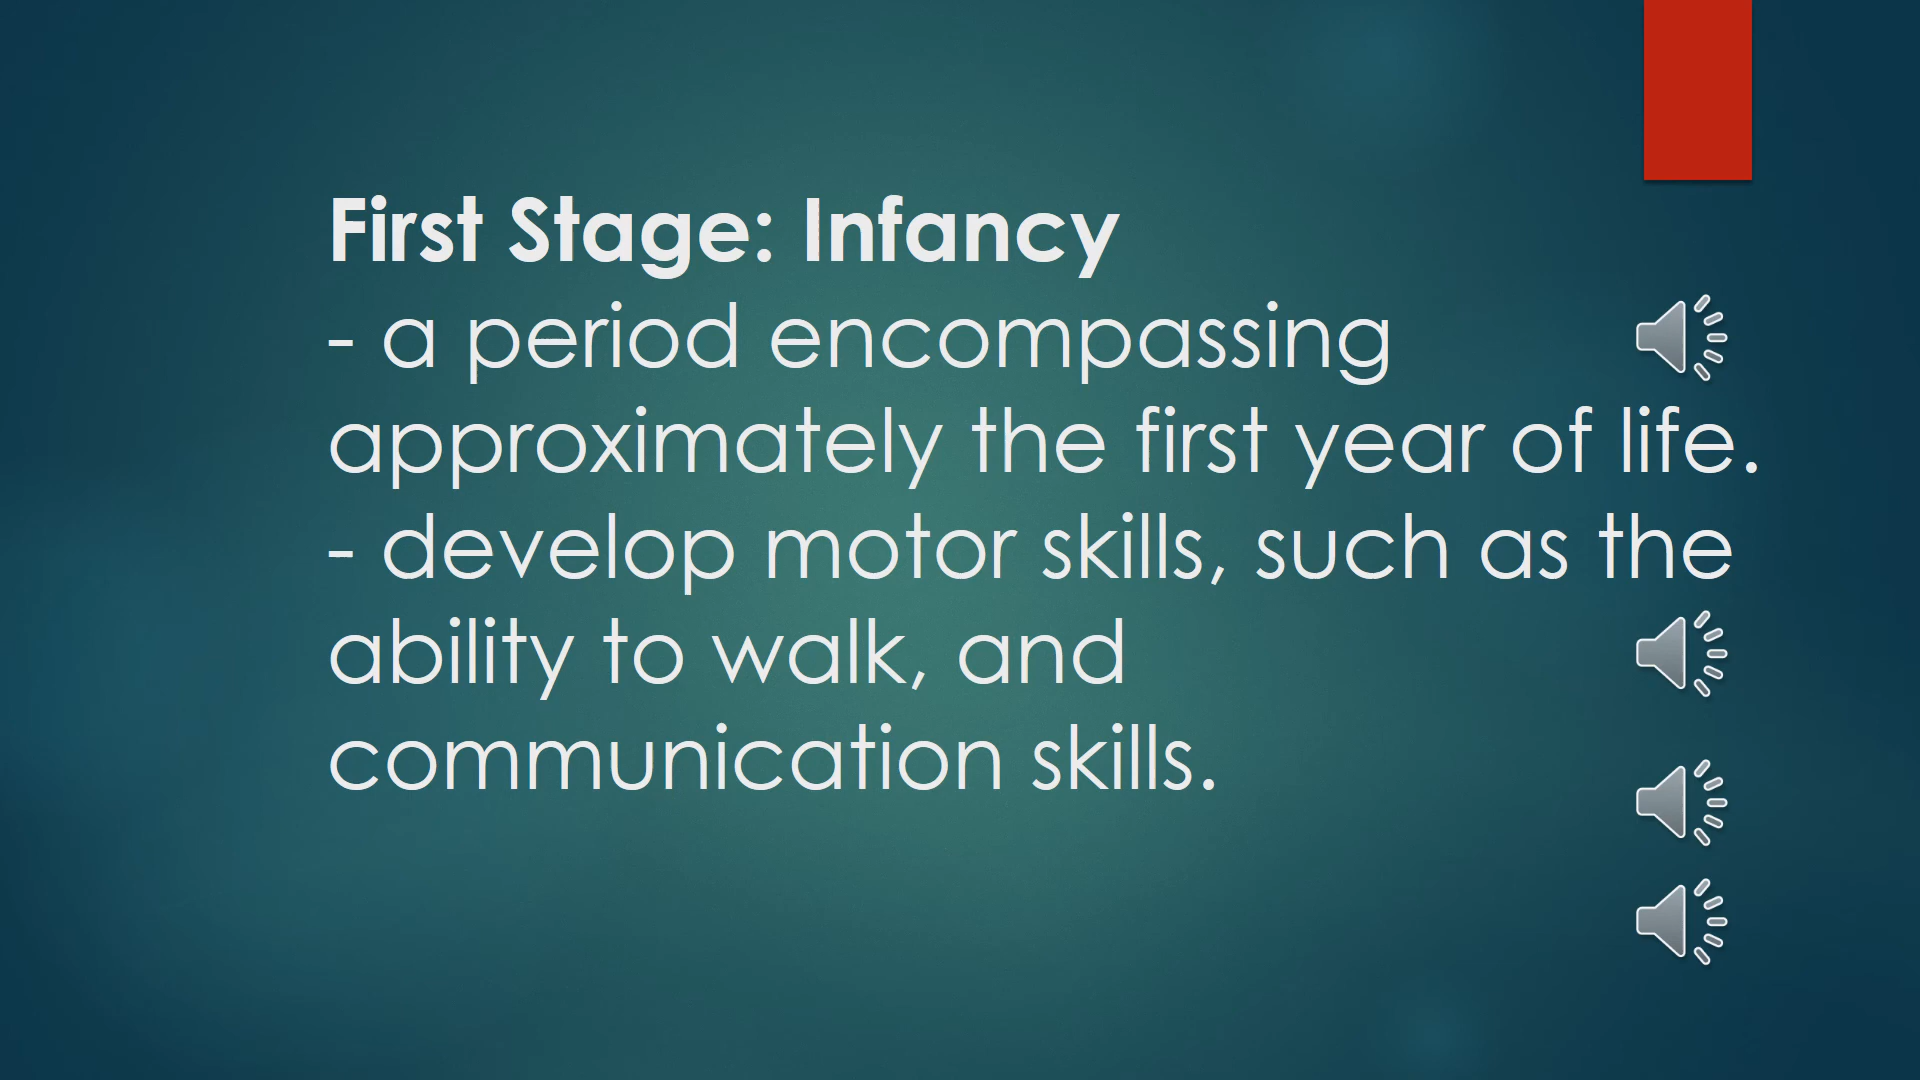 First Stage: Infancy
- a period encompassing
approximately the first year of life.
- develop motor skills, such as the
ability to walk, and
communication skills.